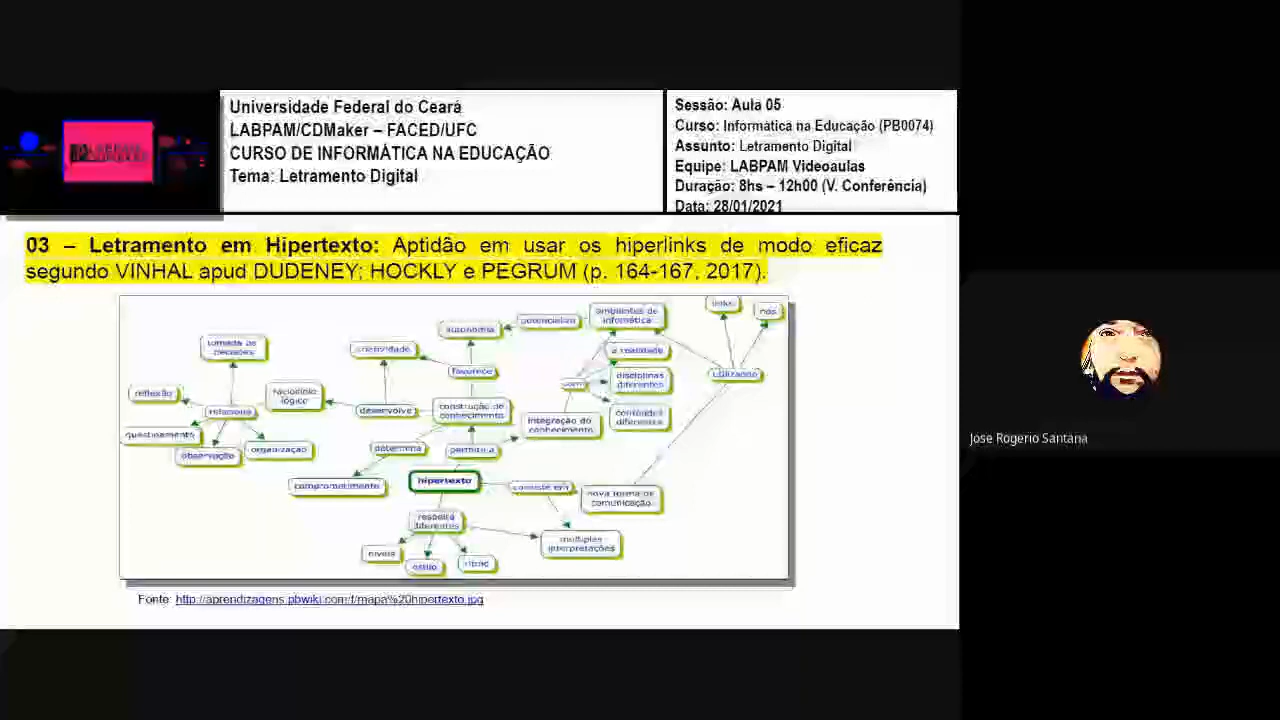 Universidade Federal do Ceará
LABPAM/CDMaker – FACED/UFC
CURSO DE INFORMÁTICA NA EDUCAÇÃO
Tema: Letramento Digital
Sessão: Aula 05
Curso: Informática na Educação (PB0074)
Assunto: Letramento Digital
Equipe: LABPAM Videoaulas
Duração: 8hs – 12h00 (V. Conferência)
Data: 28/01/2021
03 – Letramento em Hipertexto: Aptidão em usar os hiperlinks de modo eficaz
segundo VINHAL apud DUDENEY; HOCKLY e PEGRUM (p. 164-167, 2017).
links
nós
ambientes de
informática
potencializa
autonomia
tomada de
decisões
criatividade
a realidade
favorece
utilizando
disciplinas
diferentes
com
reflexão
raciocínio
lógico
relaciona
desenvolve
construção de
conhecimento
integração do
conhecimento
conteúdos
diferentes
questionamento
observação
organização
determina
permite a
comprometimento
hipertexto
consiste em
nova forma de
comunicação
respeita
diferentes
múltiplas
interpretações
níveis
estilo
ritmo
Fonte: http://aprendizagens.pbwiki.com/f/mapa%20hipertexto.jpg
Jose Rogerio Santana